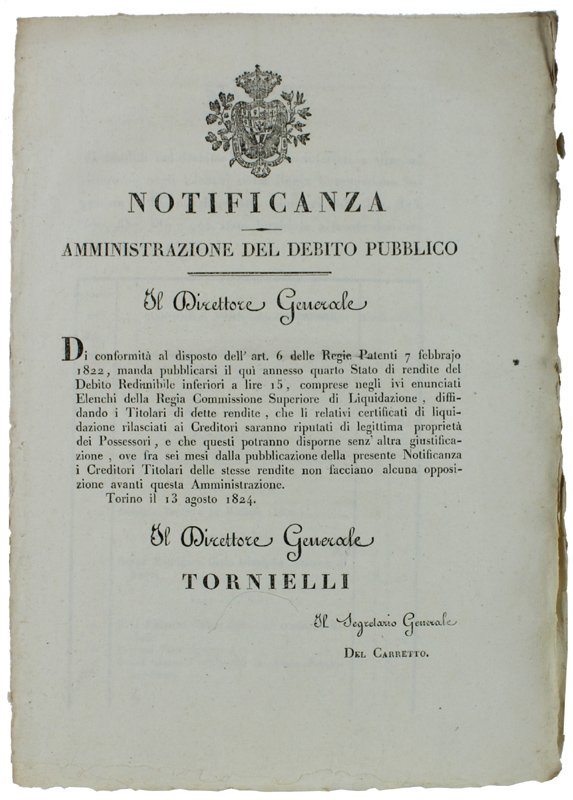 NOTIFICANZA
AMMINISTRAZIONE DEL DEBITO PUBBLICO
Il Direttore Generale
Di conformità al disposto dell' art. 6 delle Regie Patenti 7 febbrajo
1822, manda pubblicarsi il qui annesso quarto Stato di rendite del
Debito Redimibile inferiori a lire 15, comprese negli ivi enunciati
Elenchi della Regia Commissione Superiore di Liquidazione, diffi-
dando i Titolari di dette rendite, che li relativi certificati di liqui-
dazione rilasciati ai Creditori saranno riputati di legittima proprietà
dei Possessori, e che questi potranno disporne senz' altra giustifica-
zione, ove fra sei mesi dalla pubblicazione della presente Notificanza
i Creditori Titolari delle stesse rendite non facciano alcuna opposi-
zione avanti questa Amministrazione.
Torino il 13 agosto 1824.
Il Direttore Generale
TORNIELLI
Il Segretario Generale
DEL CARRETTO.